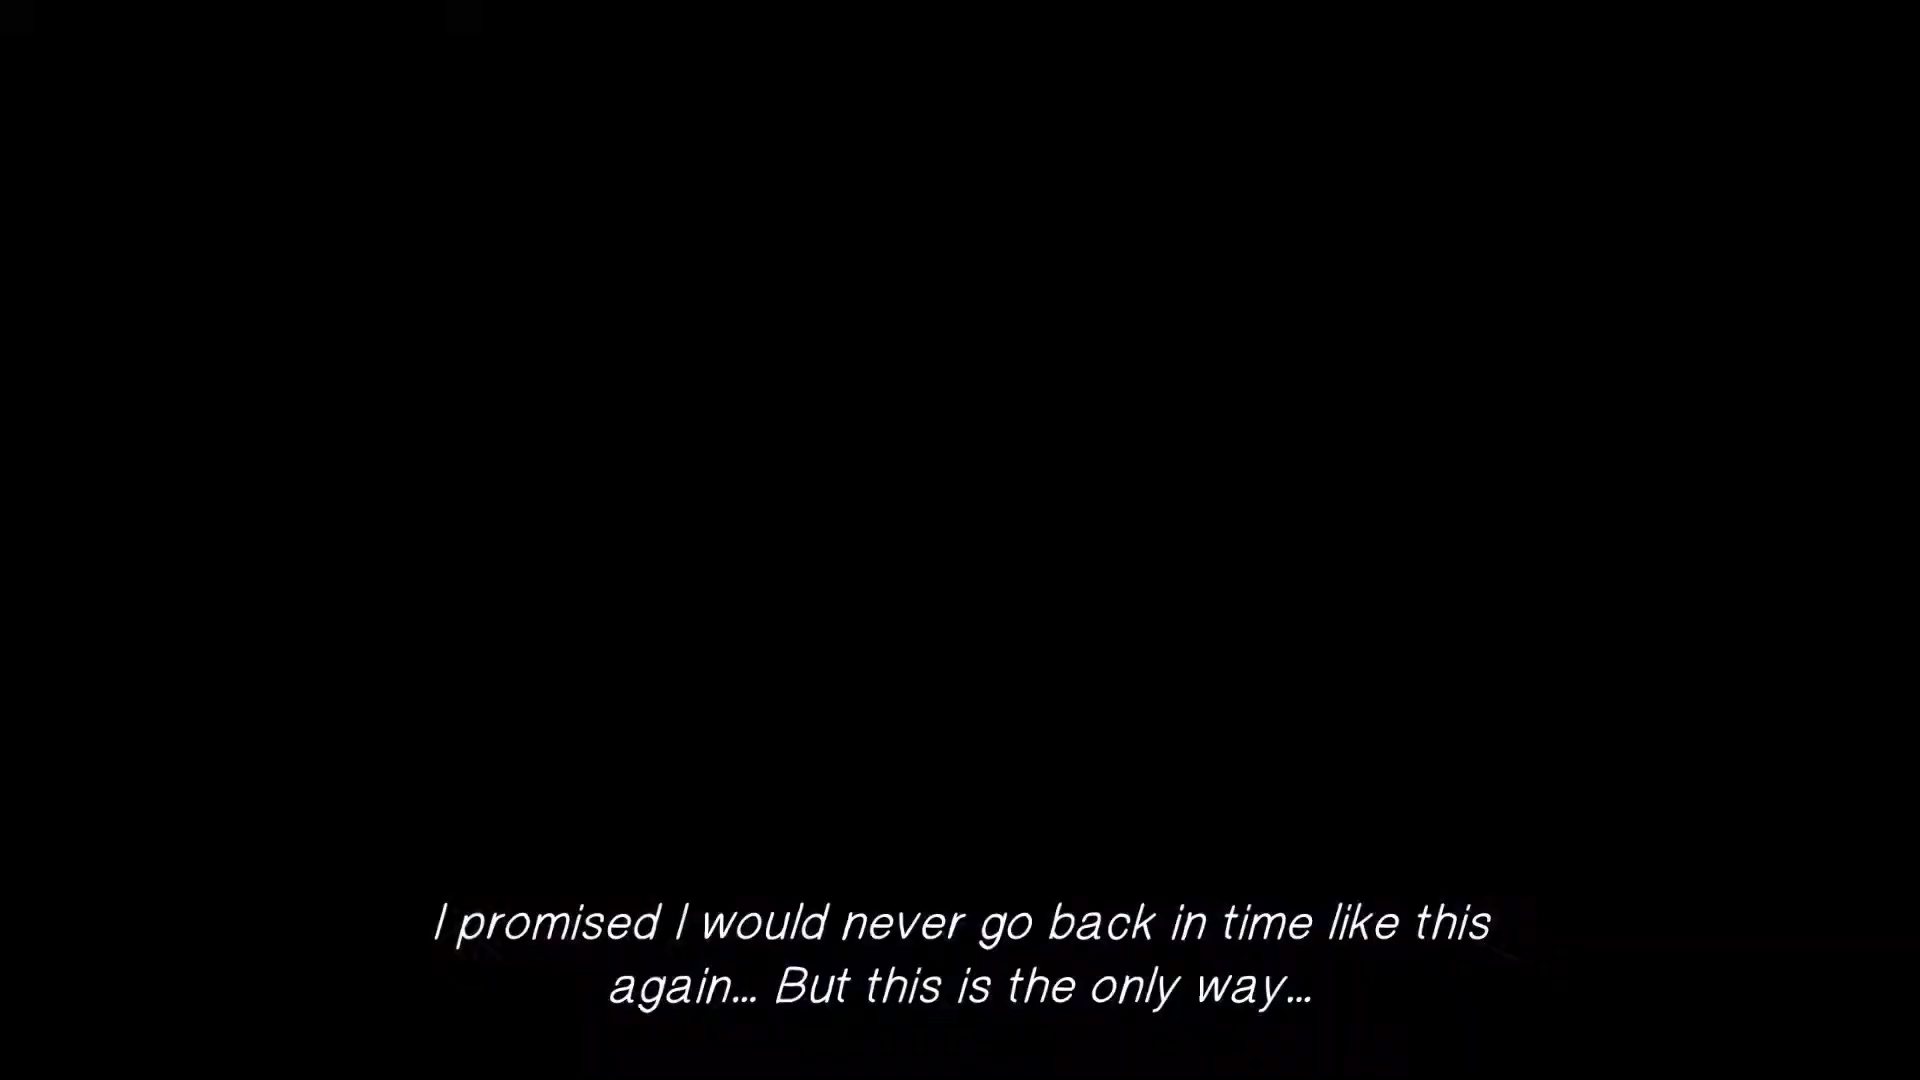 I promised I would never go back in time like this
again... But this is the only way...